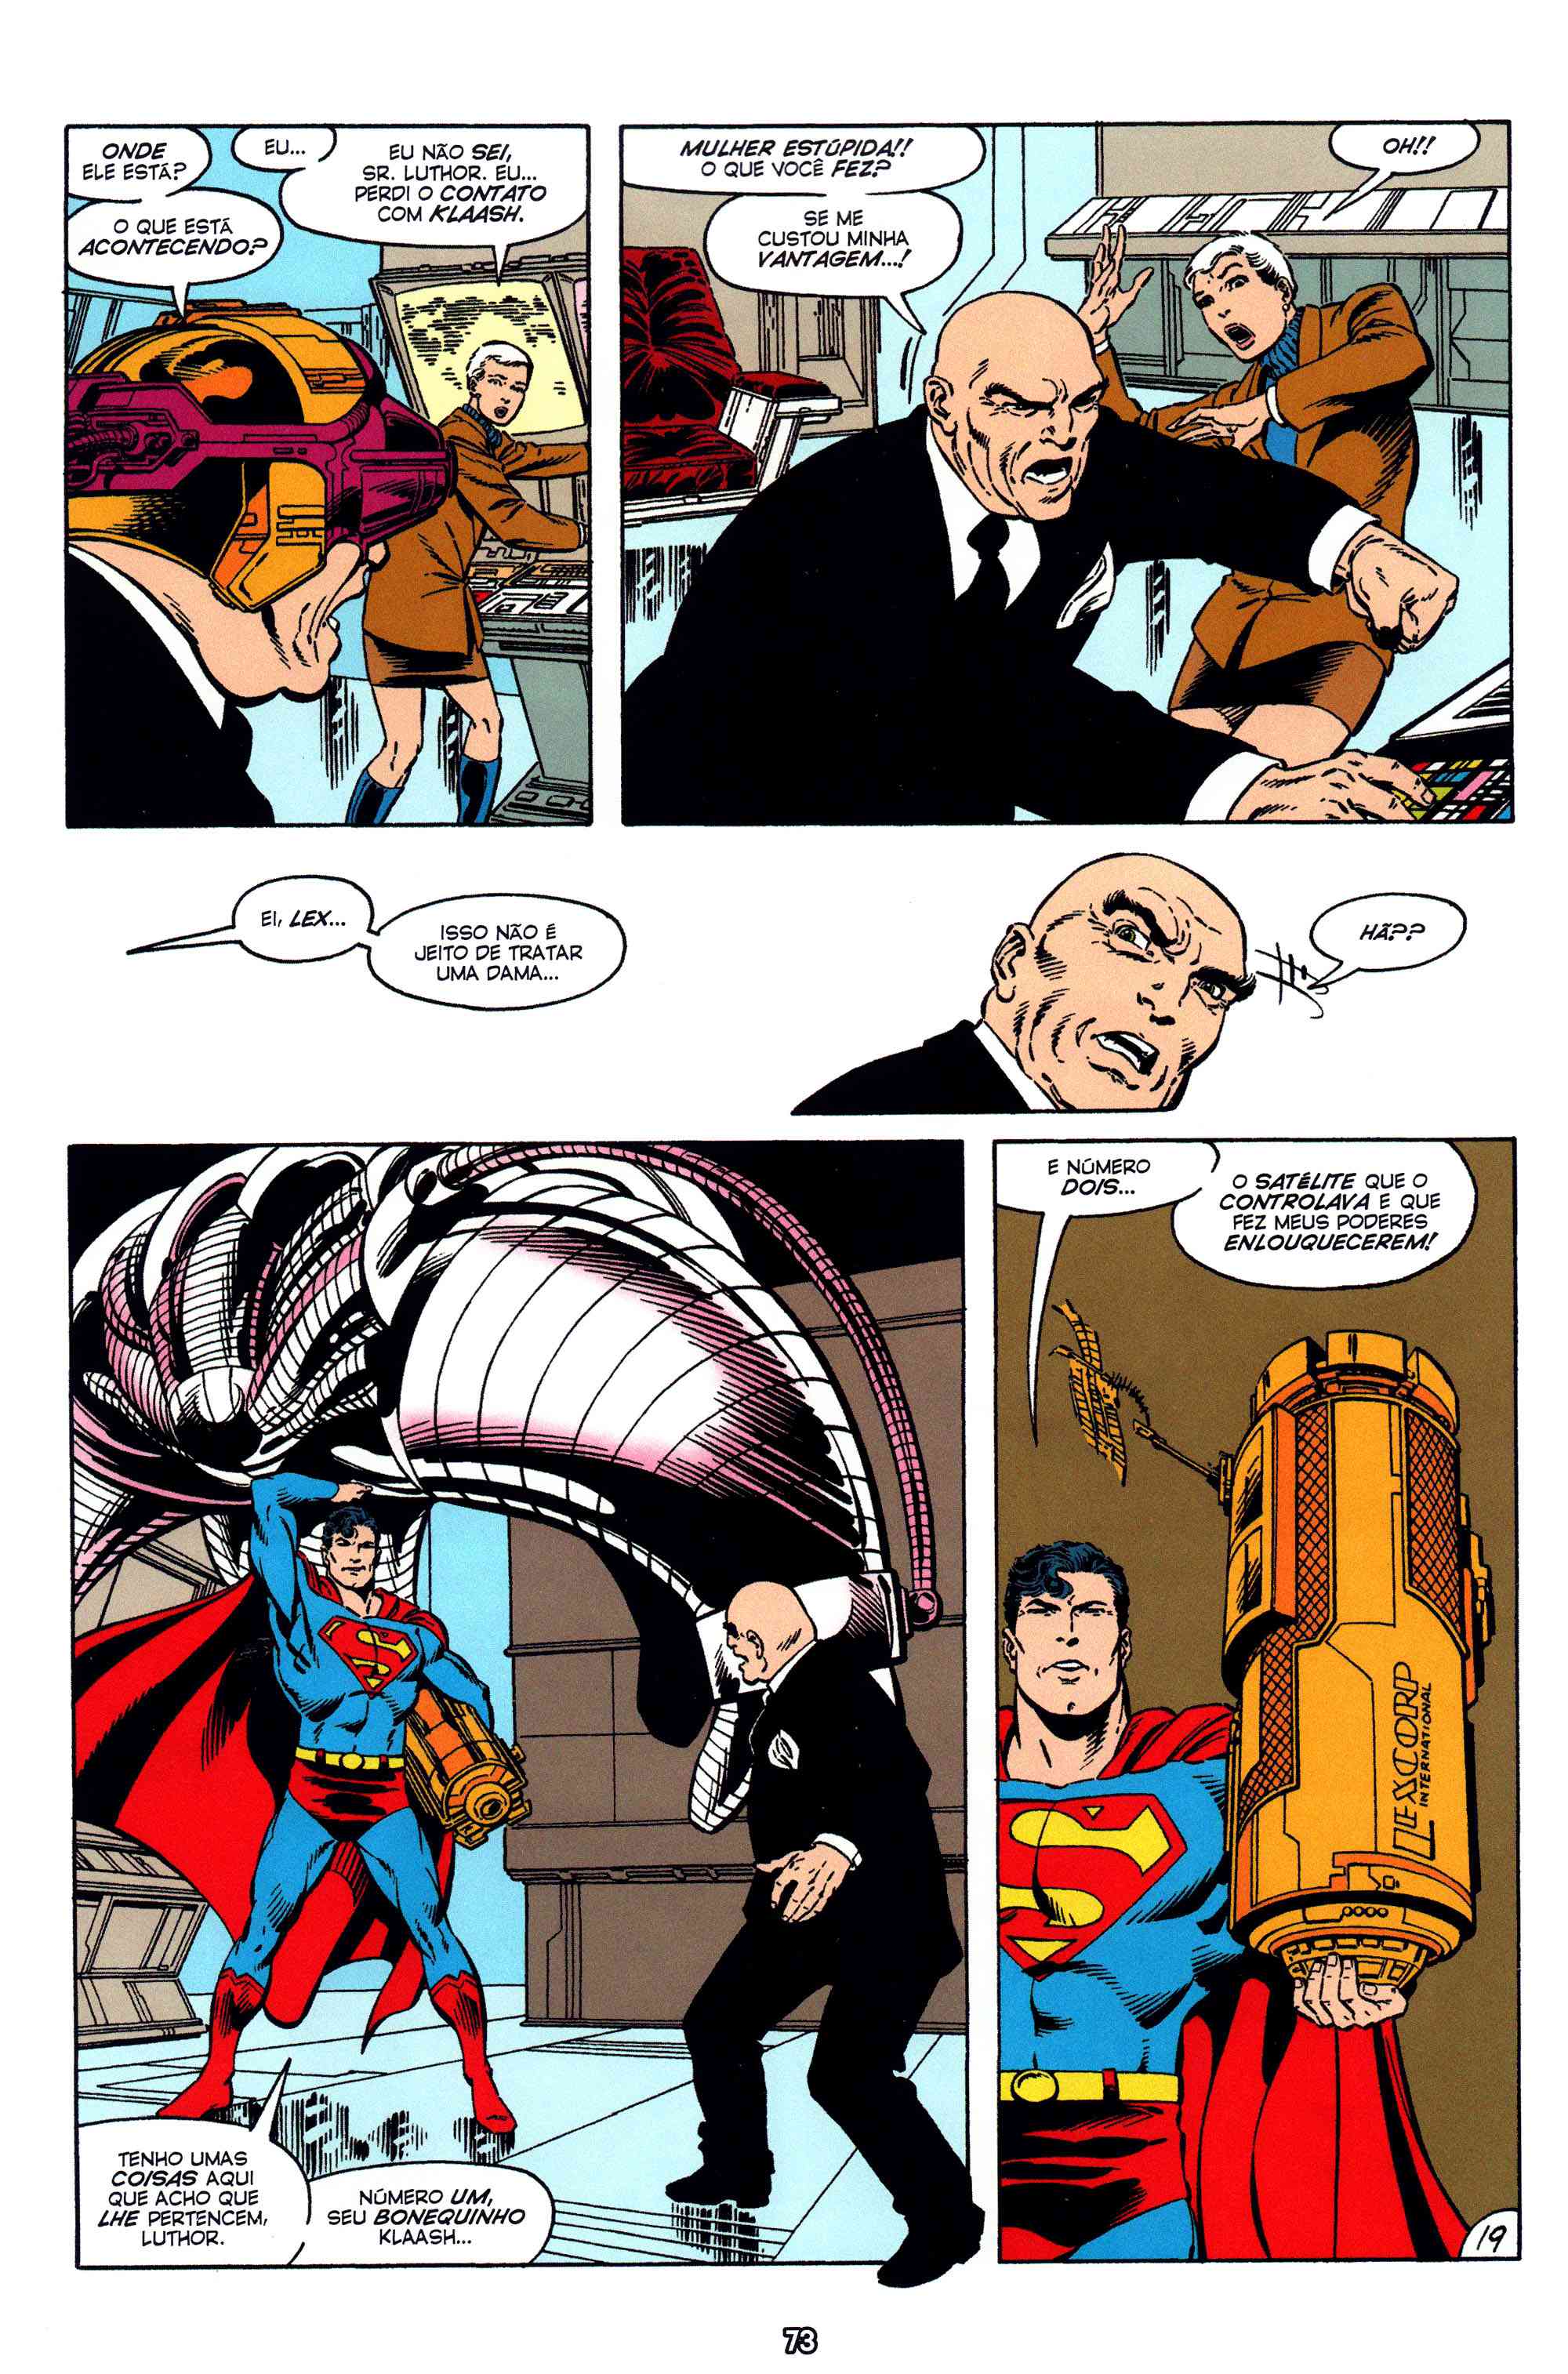 ONDE
ELE ESTÁ?
O QUE ESTÁ
ACONTECENDO?
EU...
EU NÃO SEI,
SR. LUTHOR. EU...
PERDI O CONTATO
COM KLAASH.
MULHER ESTÚPIDA!!
O QUE VOCÊ FEZ?
SE ME
CUSTOU MINHA
VANTAGEM...!
OH!!
EI, LEX...
ISSO NÃO É
JEITO DE TRATAR
UMA DAMA...
HÃ??
TENHO UMAS
COISAS AQUI
QUE ACHO QUE
LHE PERTENCEM,
LUTHOR.
NÚMERO UM,
SEU BONEQUINHO
KLAASH...
E NÚMERO
DOIS...
O SATÉLITE QUE O
CONTROLAVA E QUE
FEZ MEUS PODERES
ENLOUQUECEREM!
LEXCORP
INTERNATIONAL
19
73